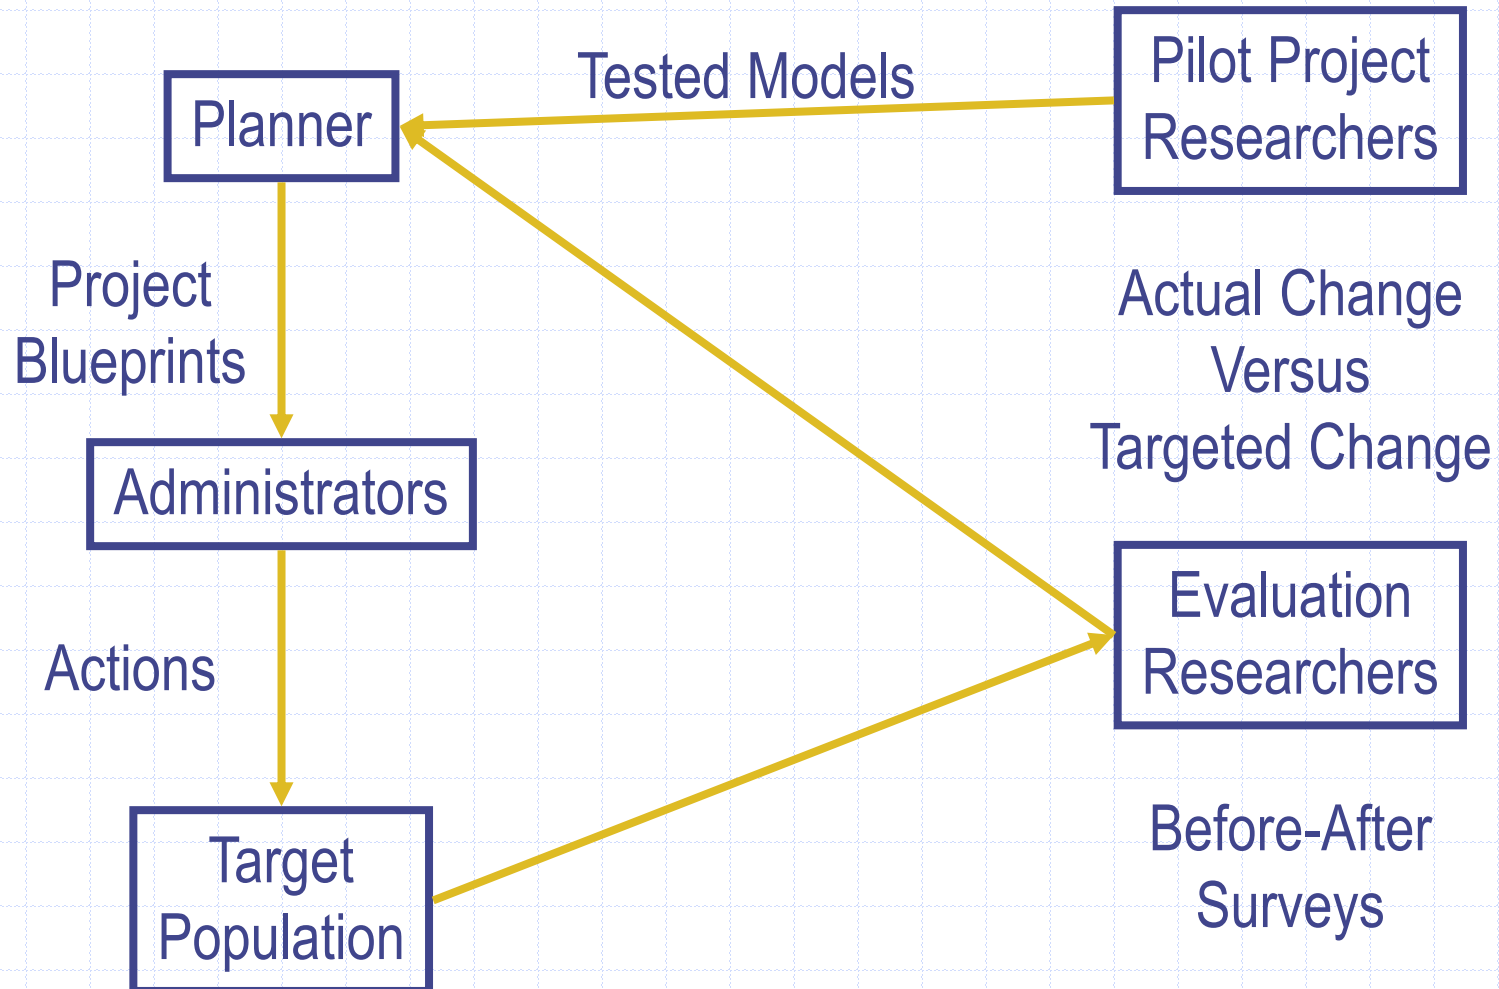 Planner
Tested Models
Pilot Project
Researchers
Project
Blueprints
Actual Change
Versus
Targeted Change
Administrators
Evaluation
Researchers
Actions
Before-After
Surveys
Target
Population